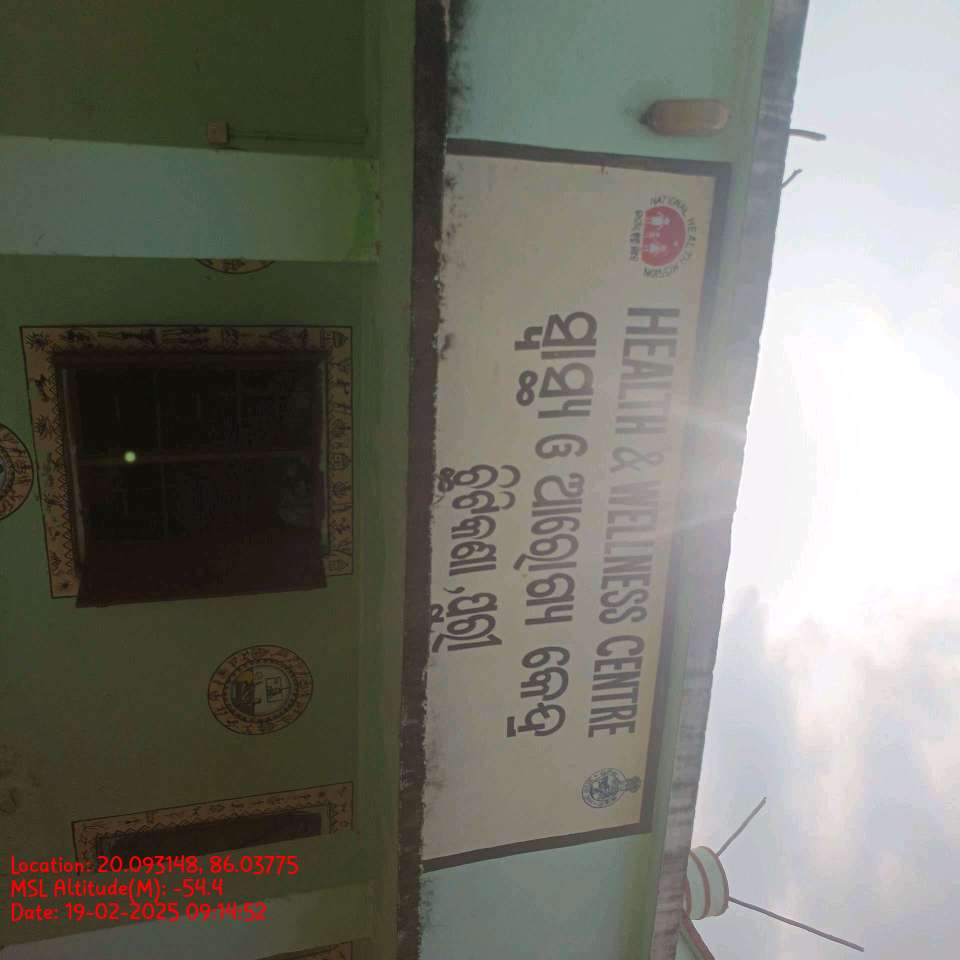 NATIONAL HEALTH MISSION
HEALTH & WELLNESS CENTRE
ସ୍ୱାସ୍ଥ୍ୟ ଓ ଆରୋଗ୍ୟ କେନ୍ଦ୍ର
, ପୁରୀ
Location: 20.093148, 86.03775
MSL Altitude(M): -54.4
Date: 19-02-2025 09:14:52